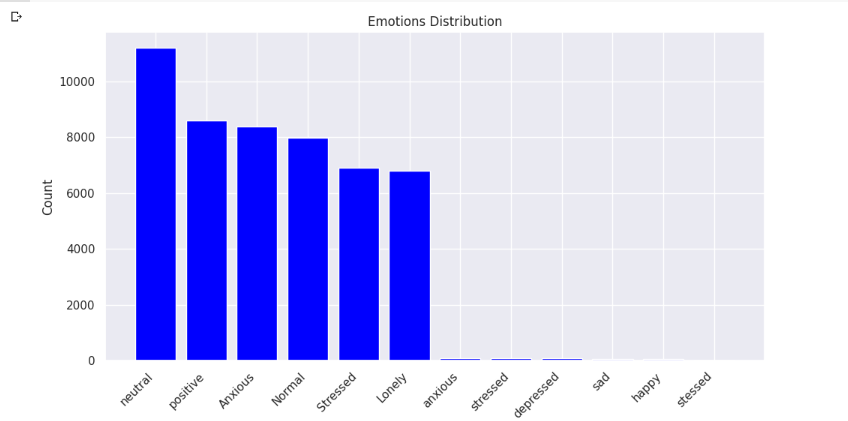 Emotions Distribution
10000
8000
6000
4000
2000
0
Count
neutral
positive
Anxious
Normal
Stressed
Lonely
anxious
stressed
depressed
sad
happy
stessed